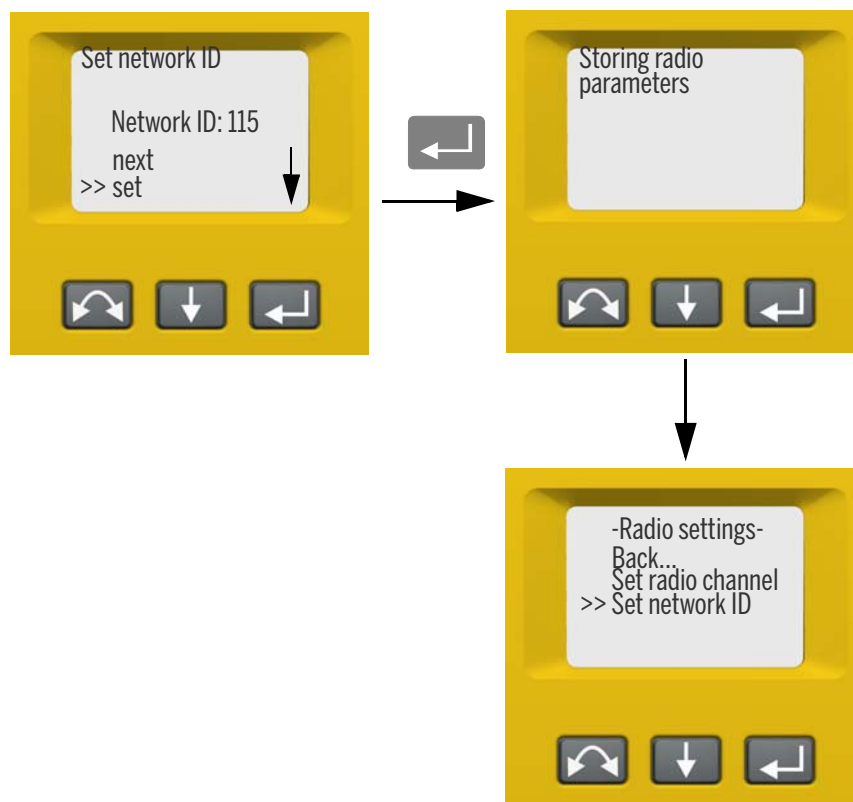 Set network ID
Network ID: 115
next
>> set
Storing radio
parameters
-Radio settings-
Back...
Set radio channel
>> Set network ID